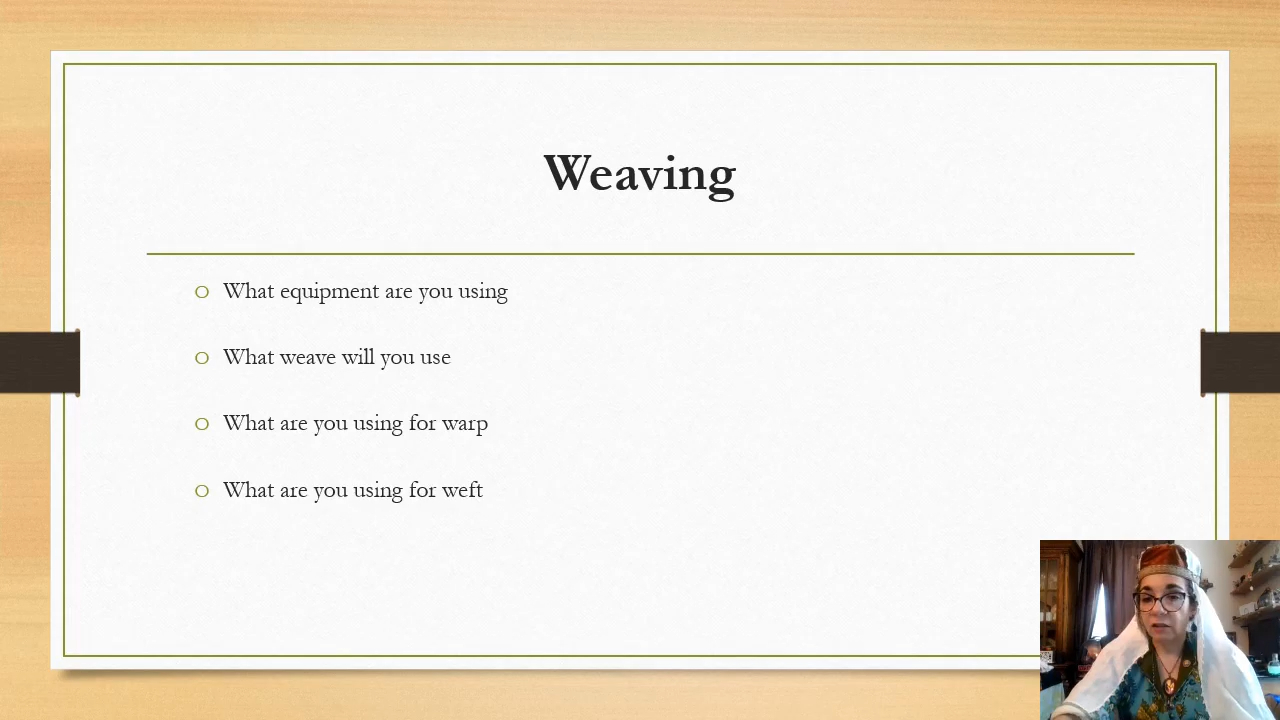 Weaving
What equipment are you using
What weave will you use
What are you using for warp
What are you using for weft